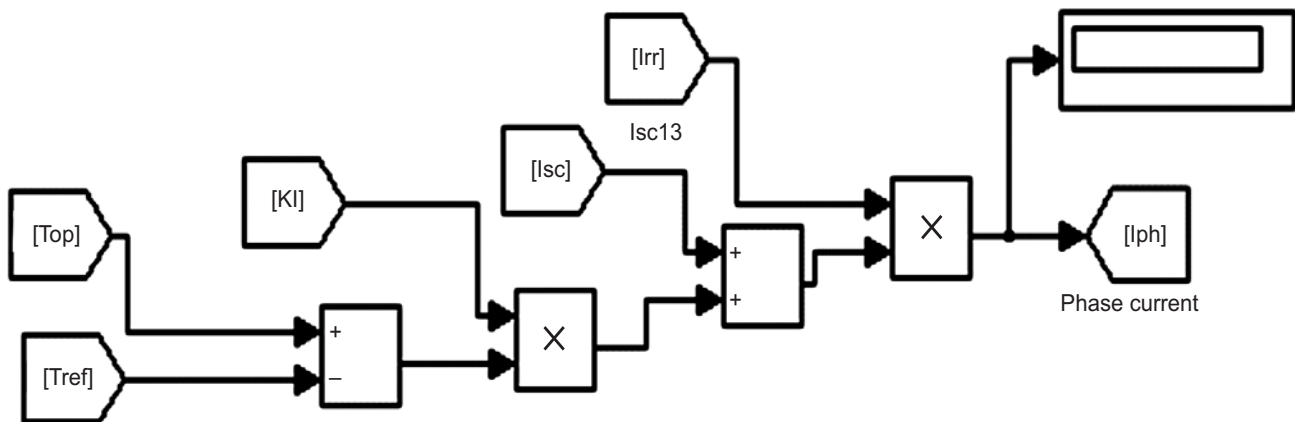 [Irr]
Isc13
[Isc]
[KI]
[Top]
[Tref]
+
−
×
+
+
×
[Iph]
Phase current